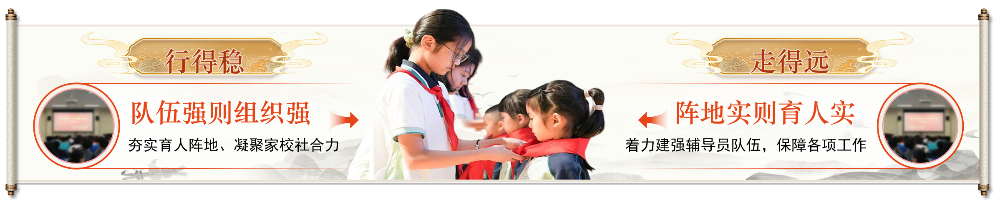 行得稳
队伍强则组织强
夯实育人阵地、凝聚家校社合力
走得远
阵地实则育人实
着力建强辅导员队伍，保障各项工作